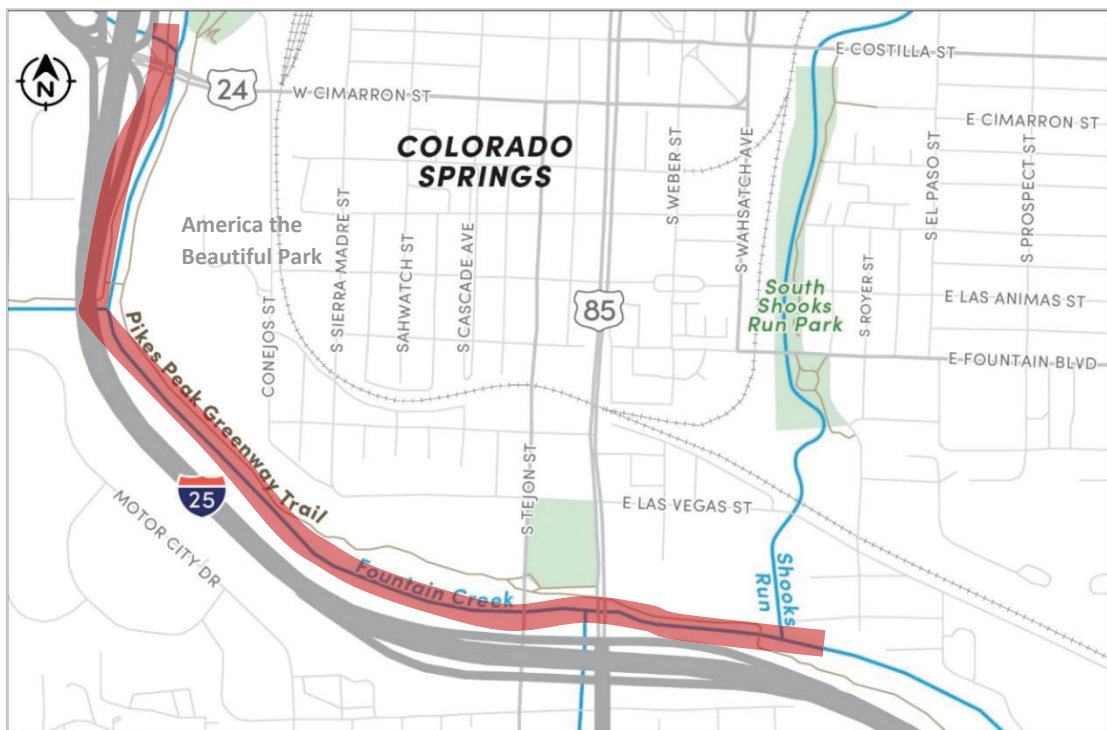 E COSTILLA ST
N
24
W CIMARRON ST
E CIMARRON ST
COLORADO
SPRINGS
S WEBER ST
S WAHSATCH AVE
S EL PASO ST
S PROSPECT ST
America the
Beautiful Park
S SIERRA MADRE ST
SAHWATCH ST
S CASCADE AVE
CONEJOS ST
85
South
Shooks
Run Park
S ROYER ST
E LAS ANIMAS ST
E FOUNTAIN BLVD
Pikes Peak Greenway Trail
25
MOTOR CITY DR
S TEJON ST
E LAS VEGAS ST
Fountain Creek
Shooks
Run